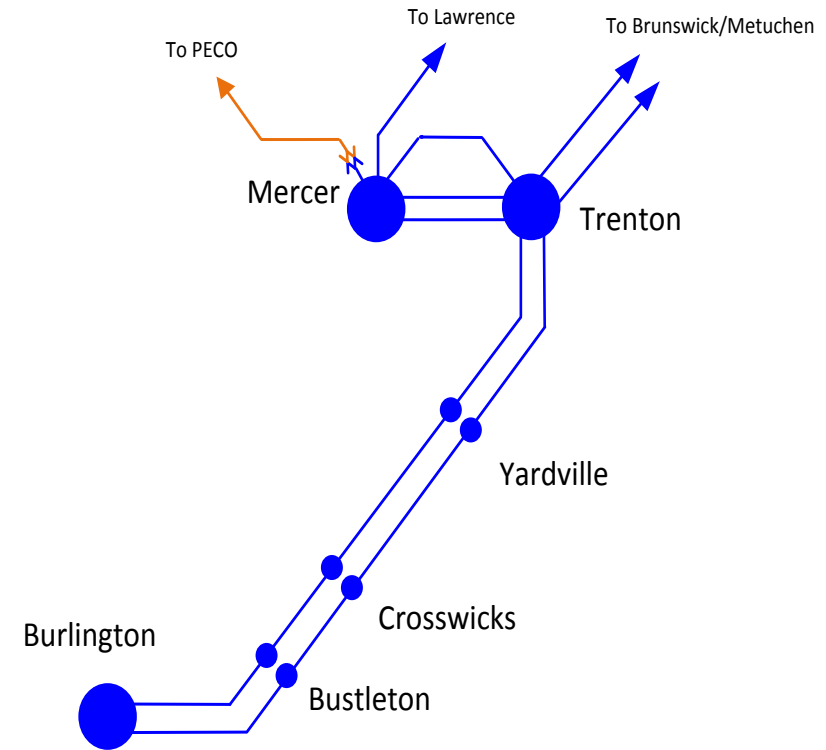 To Lawrence
To Brunswick/Metuchen
To PECO
Mercer
Trenton
Yardville
Crosswicks
Burlington
Bustleton